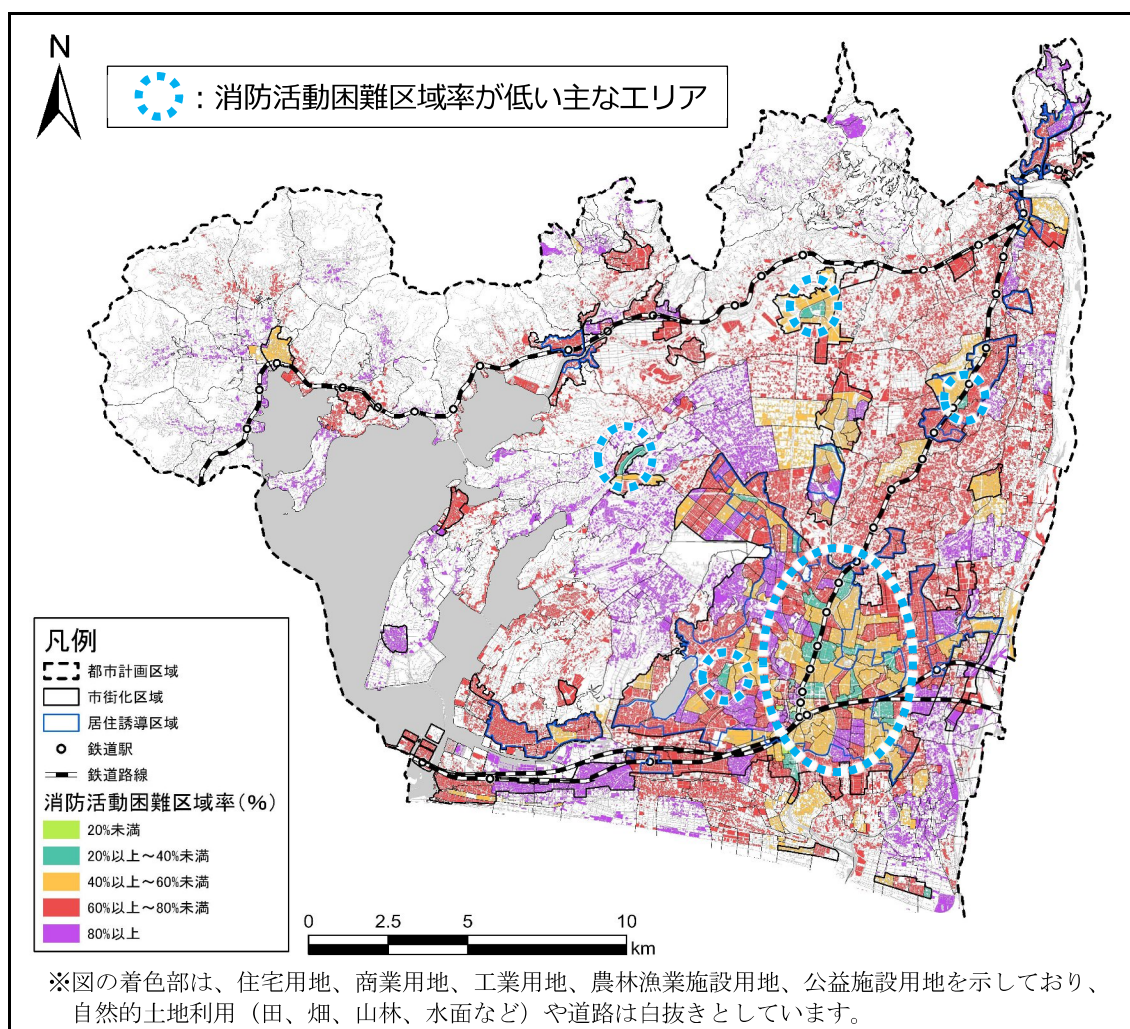 N
：消防活動困難区域率が低い主なエリア
凡例
都市計画区域
市街化区域
居住誘導区域
鉄道駅
鉄道路線
消防活動困難区域率(%)
20%未満
20%以上～40%未満
40%以上～60%未満
60%以上～80%未満
80%以上
0 2.5 5 10
km
※図の着色部は、住宅用地、商業用地、工業用地、農林漁業施設用地、公益施設用地を示しており、
自然的土地利用（田、畑、山林、水面など）や道路は白抜きとしています。